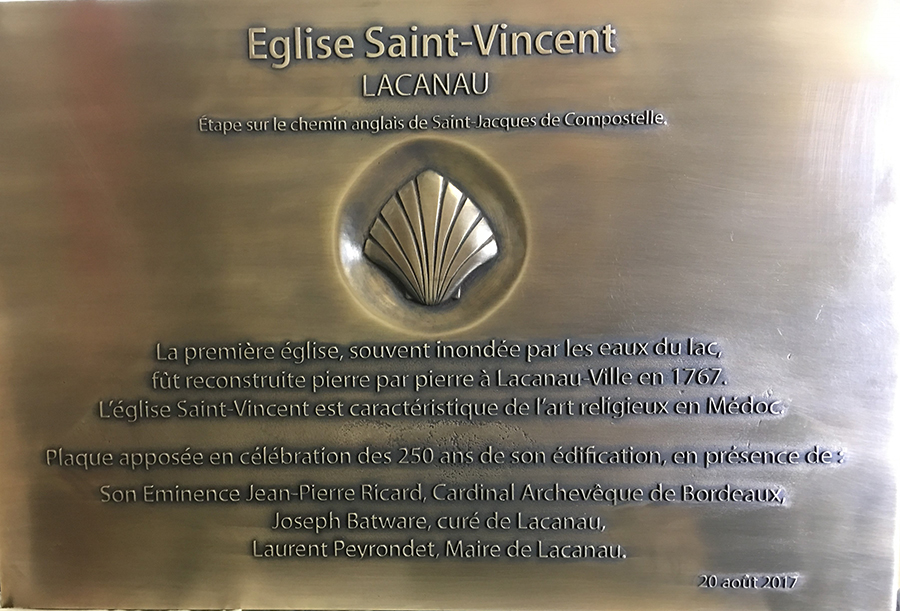 Eglise Saint-Vincent
LACANAU
Étape sur le chemin anglais de Saint-Jacques de Compostelle.
La première église, souvent inondée par les eaux du lac,
fût reconstruite pierre par pierre à Lacanau-Ville en 1767.
L'église Saint-Vincent est caractéristique de l'art religieux en Médoc.
Plaque apposée en célébration des 250 ans de son édification, en présence de :
Son Eminence Jean-Pierre Ricard, Cardinal Archevêque de Bordeaux,
Joseph Batware, curé de Lacanau,
Laurent Peyrondet, Maire de Lacanau.
20 août 2017